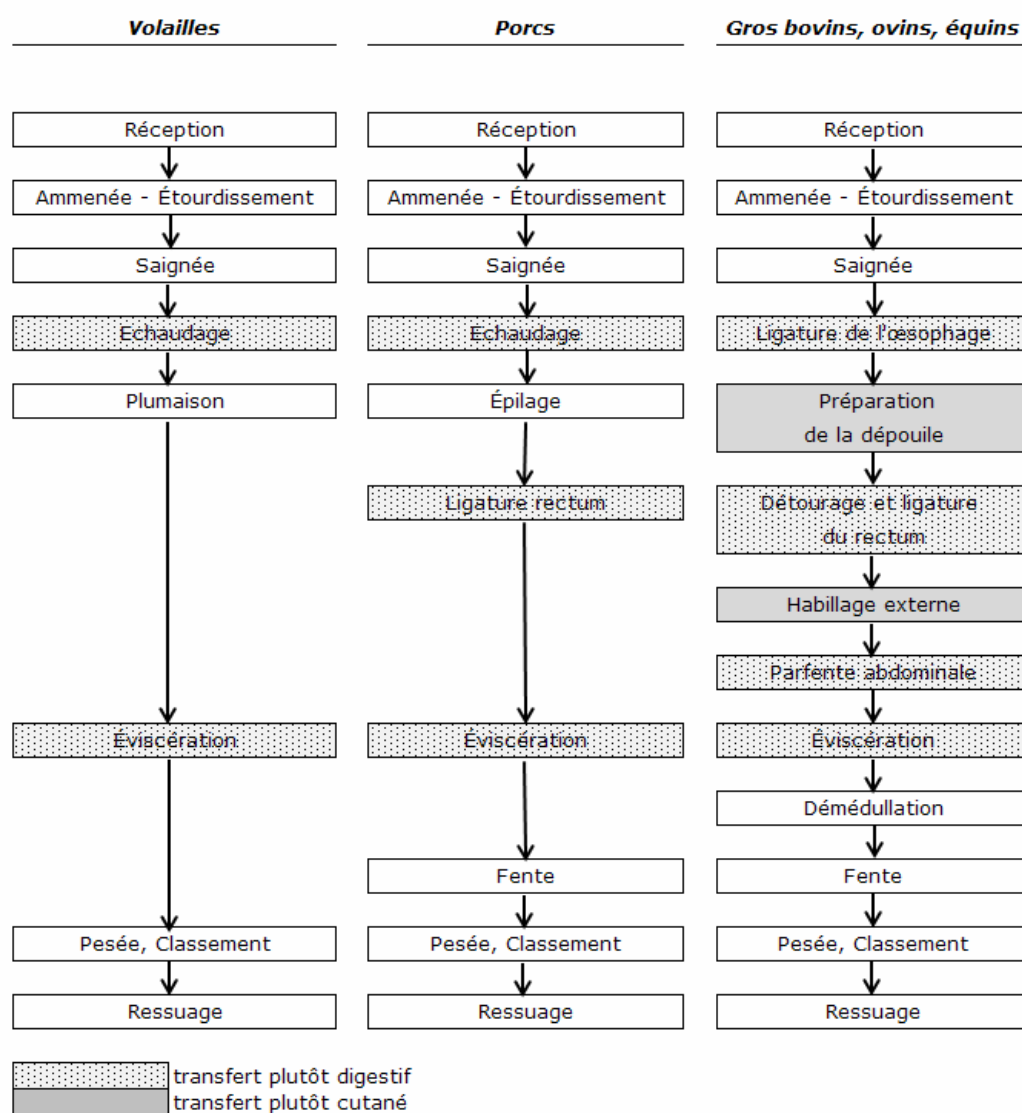 Volailles
Porcs
Gros bovins, ovins, équins
Réception
Réception
Réception
Ammenée - Étourdissement
Ammenée - Étourdissement
Ammenée - Étourdissement
Saignée
Saignée
Saignée
Echaudage
Echaudage
Ligature de l'œsophage
Plumaison
Épilage
Préparation
de la dépouile
Ligature rectum
Détourage et ligature
du rectum
Habillage externe
Parfente abdominale
Éviscération
Éviscération
Éviscération
Démédullation
Fente
Fente
Pesée, Classement
Pesée, Classement
Pesée, Classement
Ressuage
Ressuage
Ressuage
transfert plutôt digestif
transfert plutôt cutané